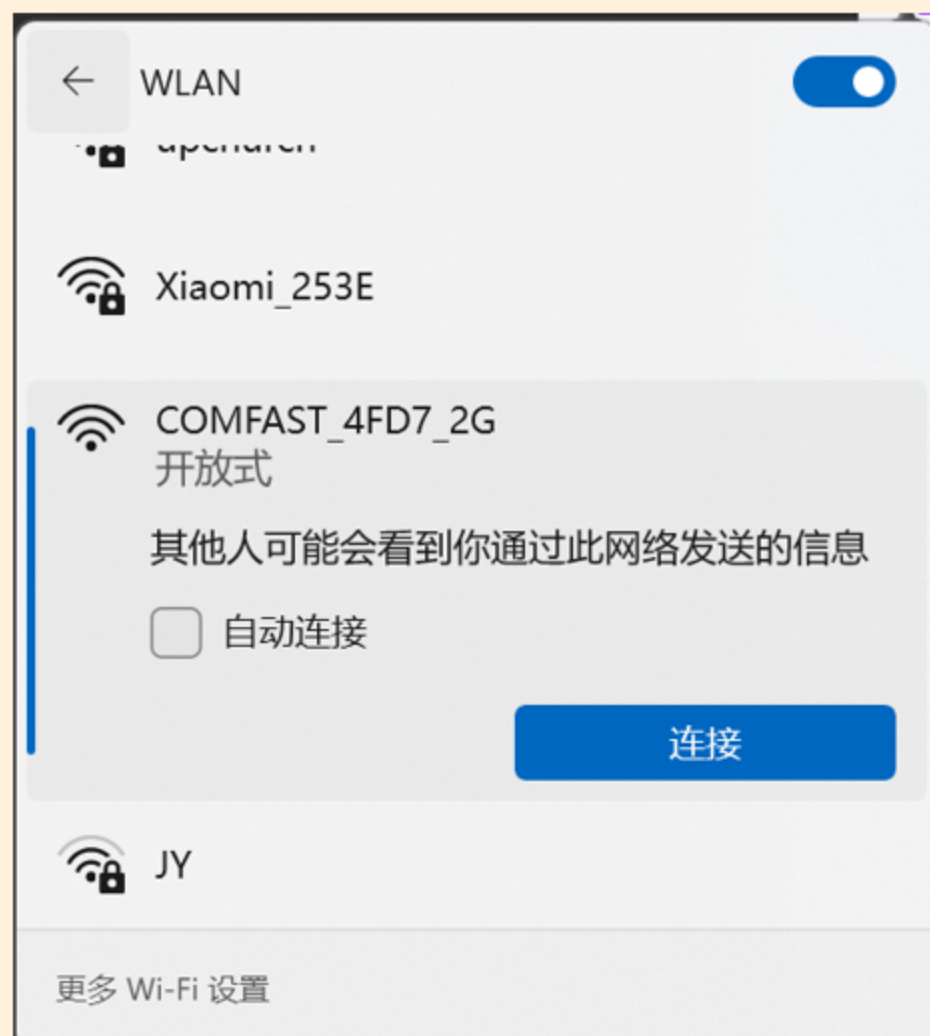 WLAN
Xiaomi_253E
COMFAST_4FD7_2G
开放式
其他人可能会看到你通过此网络发送的信息
自动连接
连接
JY
更多 Wi-Fi 设置